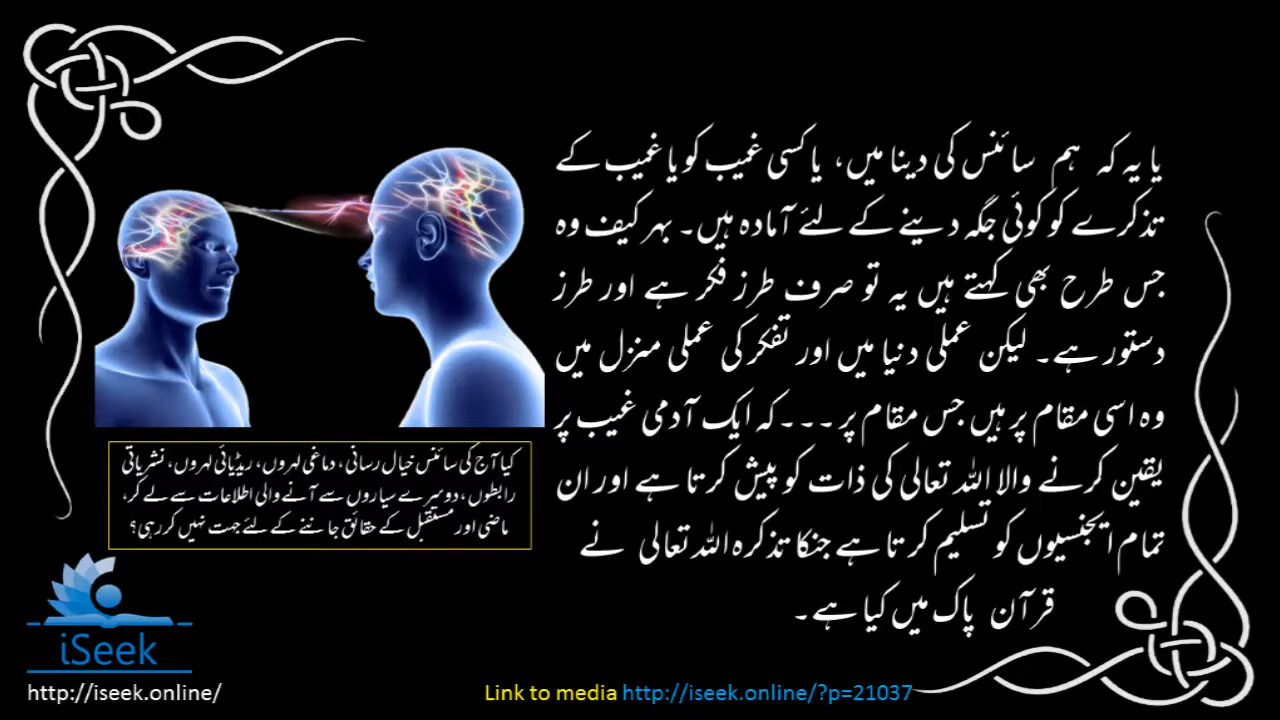 یا یہ کہ ہم سائنس کی دینا میں، یا کسی غیب کو یا غیب کے
تذکرے کو کوئی جگہ دینے کے لئے آمادہ ہیں۔ بہر کیف وہ
جس طرح بھی کہتے ہیں یہ تو صرف طرز فکر ہے اور طرز
دستور ہے۔ لیکن عملی دنیا میں اور تفکر کی عملی منزل میں
وہ اسی مقام پر ہیں جس مقام پر ۔۔۔کہ ایک آدمی غیب پر
یقین کرنے والا اللہ تعالی کی ذات کو پیش کرتا ہے اور ان
تمام ایجنسیوں کو تسلیم کرتا ہے جنکا تذکرہ اللہ تعالی نے
قرآن پاک میں کیا ہے۔
کیا آج کی سائنس خیال رسانی، دماغی لہروں، ریڈیائی لہروں، نشریاتی
رابطوں، دوسرے سیاروں سے آنے والی اطلاعات سے لے کر،
ماضی اور مستقبل کے حقائق جاننے کے لئے جہت نہیں کر رہی؟
iSeek
http://iseek.online/
Link to media http://iseek.online/?p=21037